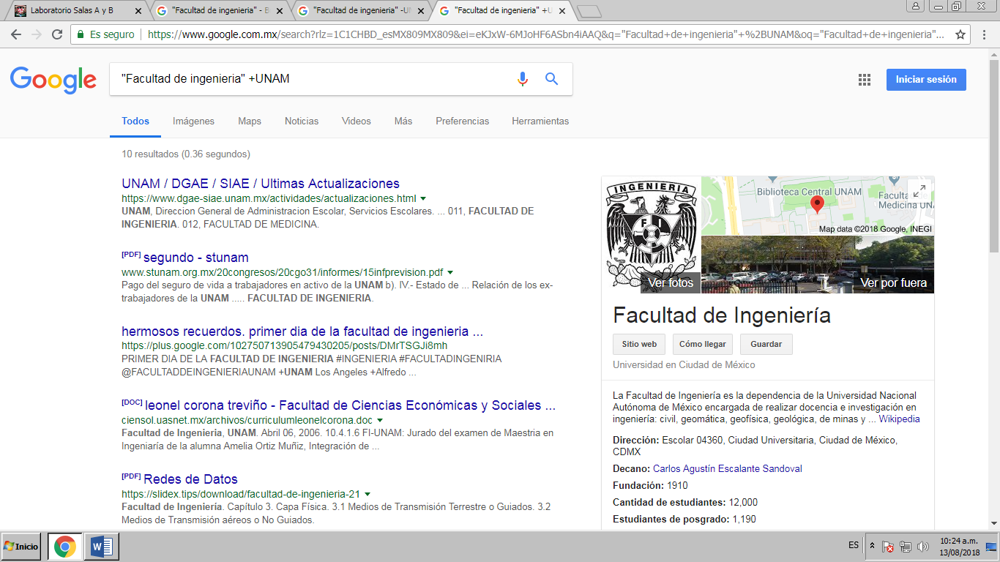 Laboratorio Salas A y B
"Facultad de ingenieria" - B
"Facultad de ingenieria" -U
"Facultad de ingenieria" +U
Es seguro
https://www.google.com.mx/search?rlz=1C1CHBD_esMX809MX809&ei=eKJxW-6MJoHF6ASbn4iAAQ&q="Facultad+de+ingenieria"+%2BUNAM&oq="Facultad+de+ingenieria"...
Google
"Facultad de ingenieria" +UNAM
Iniciar sesión
Todos Imágenes Maps Noticias Videos Más Preferencias Herramientas
10 resultados (0.36 segundos)
UNAM / DGAE / SIAE / Ultimas Actualizaciones
https://www.dgae-siae.unam.mx/actividades/actualizaciones.html
UNAM, Direccion General de Administracion Escolar, Servicios Escolares. ... 011, FACULTAD DE
INGENIERIA. 012, FACULTAD DE MEDICINA.
[PDF] segundo - stunam
www.stunam.org.mx/20congresos/20cgo31/informes/15infprevision.pdf
Pago del seguro de vida a trabajadores en activo de la UNAM b). IV.- Estado de ... Relación de los ex-
trabajadores de la UNAM ..... FACULTAD DE INGENIERIA.
hermosos recuerdos. primer dia de la facultad de ingenieria ...
https://plus.google.com/102750713905479430205/posts/DMrTSGJi8mh
PRIMER DIA DE LA FACULTAD DE INGENIERIA #INGENIERIA #FACULTADINGENIRIA
@FACULTADDEINGENIERIAUNAM +UNAM Los Angeles +Alfredo ...
[DOC] leonel corona treviño - Facultad de Ciencias Económicas y Sociales ...
ciensol.uasnet.mx/archivos/curriculumleonelcorona.doc
Facultad de Ingenieria, UNAM. Abril 06, 2006. 10.4.1.6 FI-UNAM: Jurado del examen de Maestria en
Ingeniaría de la alumna Amelia Ortiz Muñiz, Integración de ...
[PDF] Redes de Datos
https://slidex.tips/download/facultad-de-ingenieria-21
Facultad de Ingeniería. Capítulo 3. Capa Física. 3.1 Medios de Transmisión Terrestre o Guiados. 3.2
Medios de Transmisión aéreos o No Guiados.
INGENIERIA
F I
Ver fotos
Biblioteca Central UNAM
Faculta
Medicina UNA
Map data ©2018 Google, INEGI
Ver por fuera
Facultad de Ingeniería
Sitio web Cómo llegar Guardar
Universidad en Ciudad de México
La Facultad de Ingeniería es la dependencia de la Universidad Nacional
Autónoma de México encargada de realizar docencia e investigación en
ingeniería: civil, geomática, geofísica, geológica, de minas y ... Wikipedia
Dirección: Escolar 04360, Ciudad Universitaria, Ciudad de México,
CDMX
Decano: Carlos Agustín Escalante Sandoval
Fundación: 1910
Cantidad de estudiantes: 12,000
Estudiantes de posgrado: 1,190
Inicio
ES
10:24 a.m.
13/08/2018